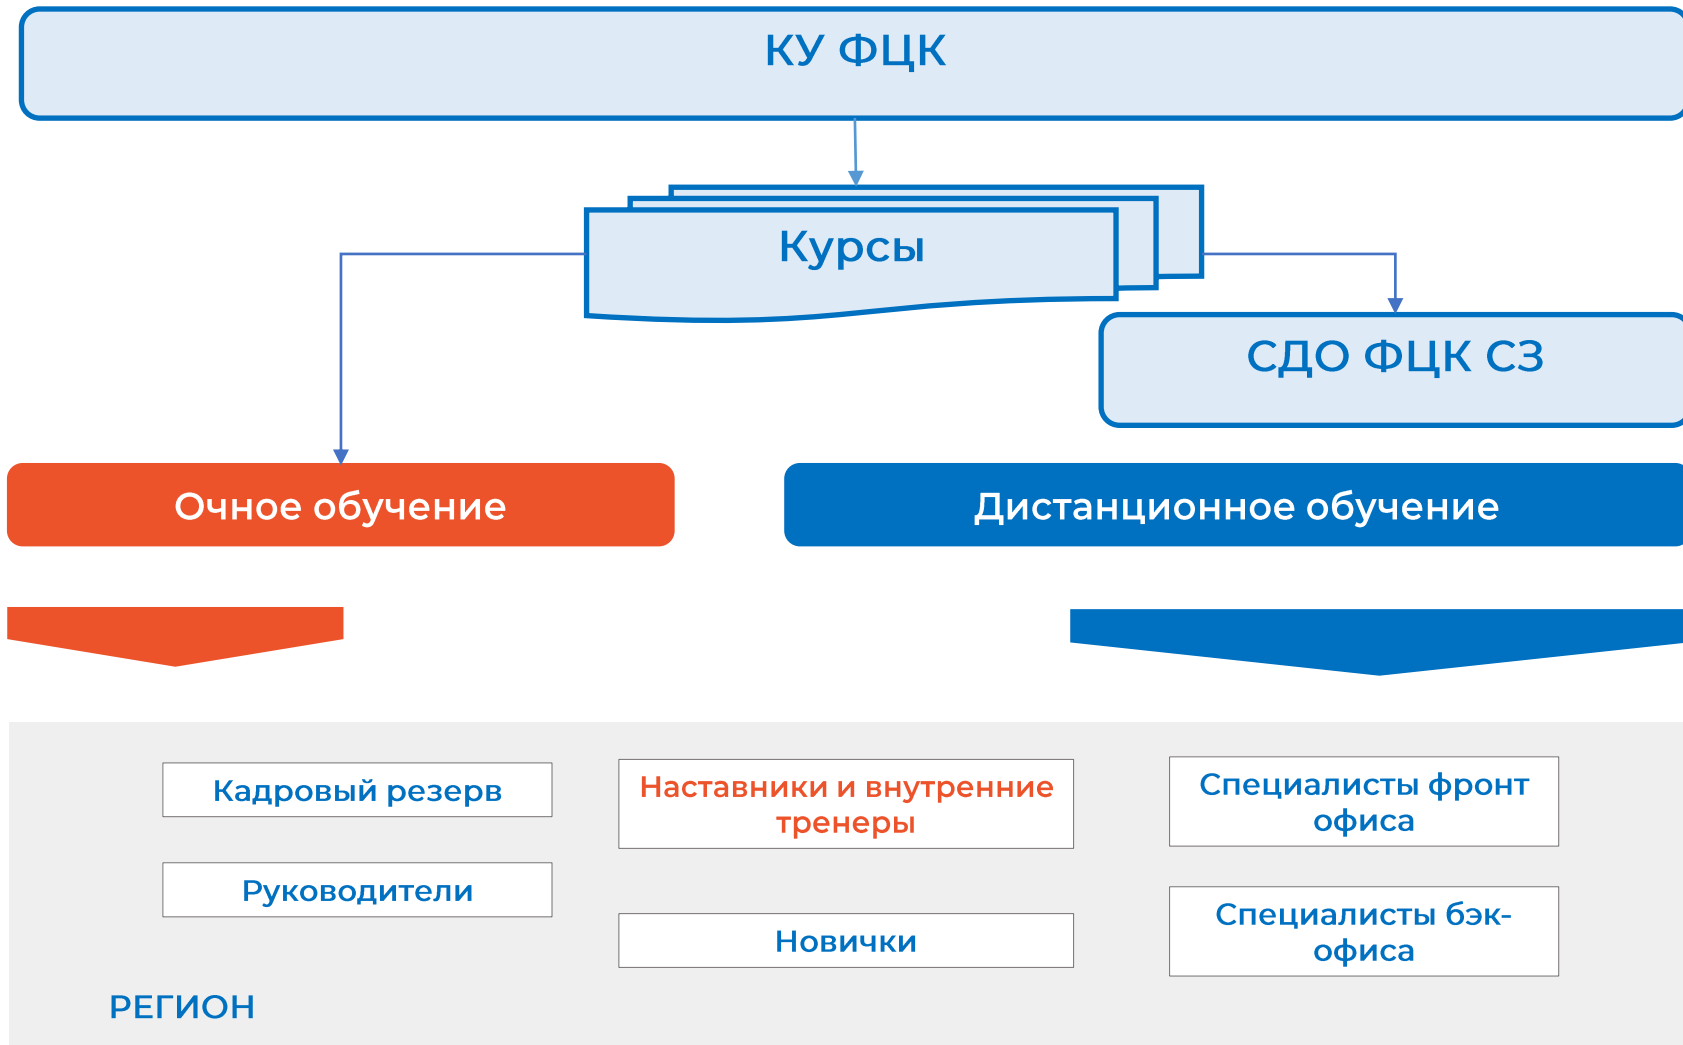 КУ ФЦК
Курсы
СДО ФЦК СЗ
Очное обучение
Дистанционное обучение
Кадровый резерв
Наставники и внутренние
тренеры
Специалисты фронт
офиса
Руководители
Новички
Специалисты бэк-
офиса
РЕГИОН